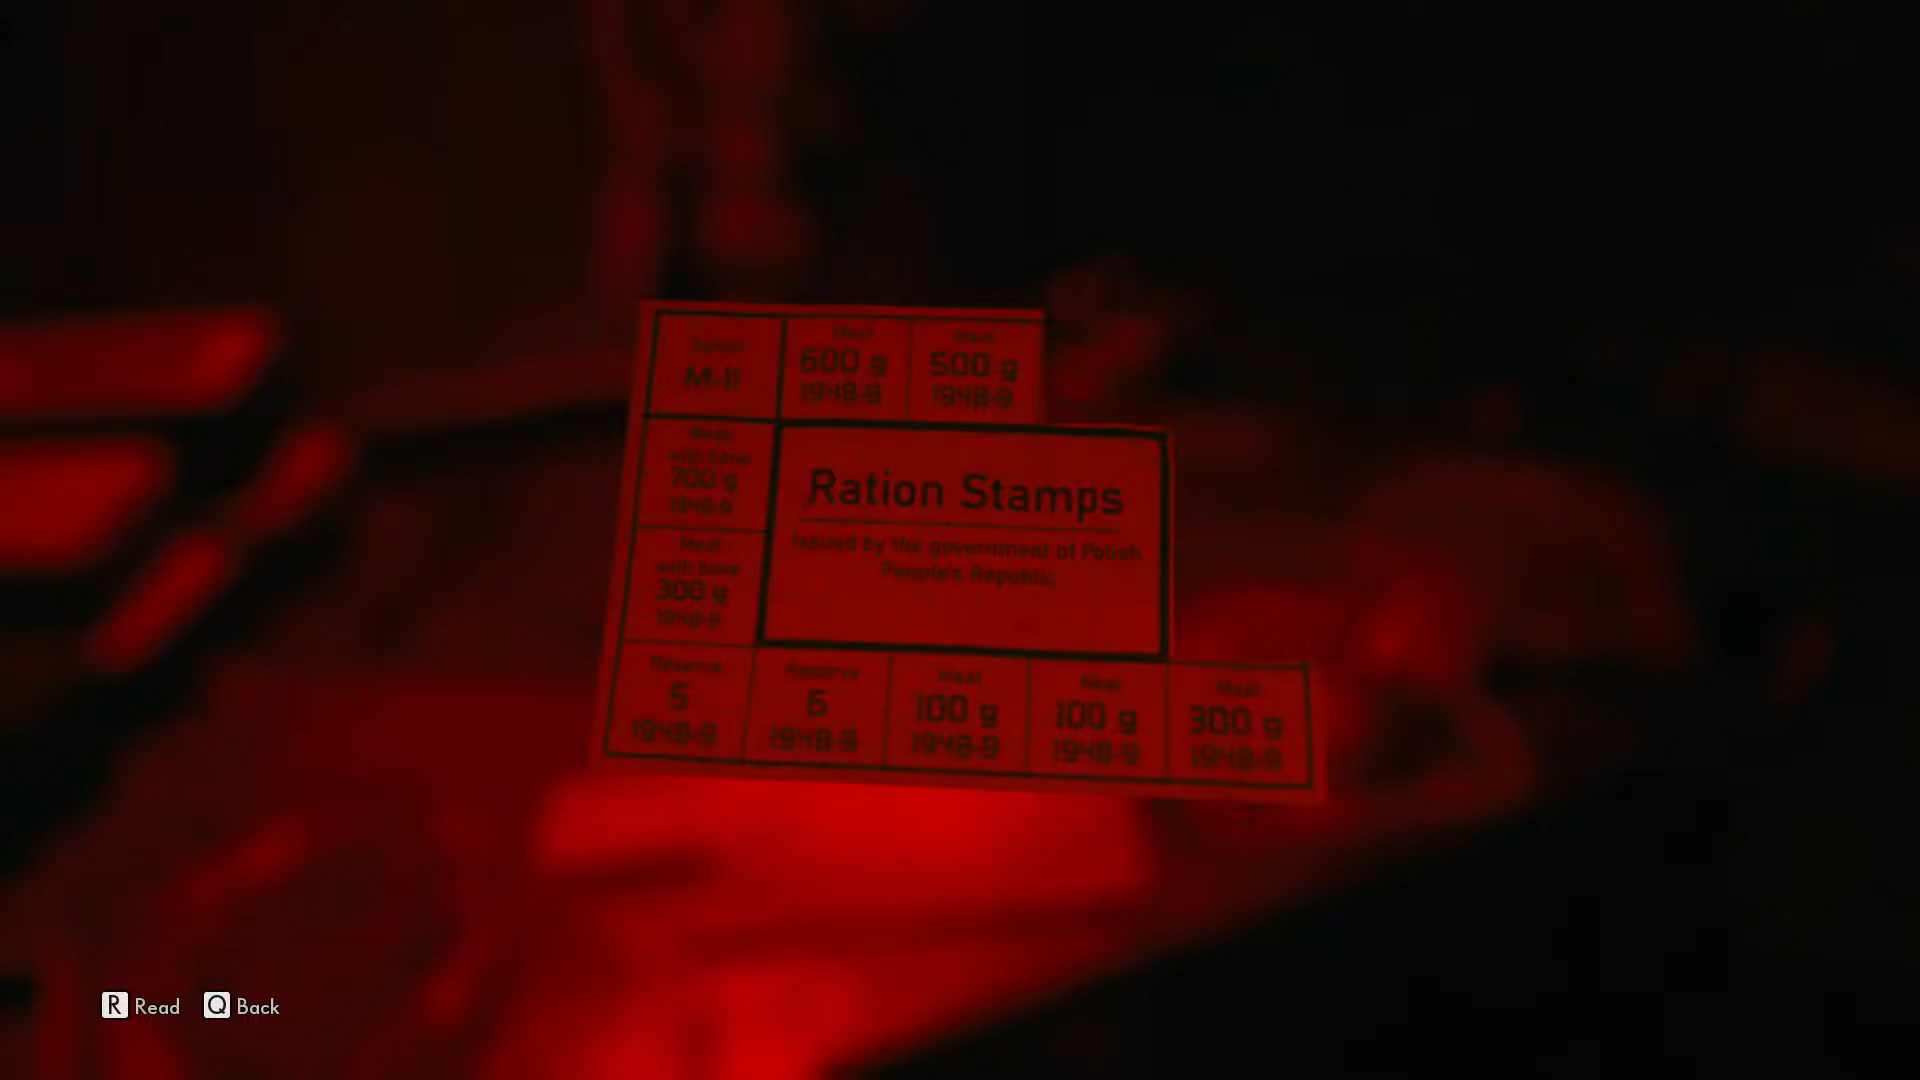 M-II
Meat
600 g
1948-9
Meat
500 g
1948-9
Meat
with bone
700 g
1948-9
Meat
with bone
300 g
1948-9
Ration Stamps
Issued by the government of Polish
People's Republic
Reserve
5
1948-9
Reserve
6
1948-9
Meat
100 g
1948-9
Meat
100 g
1948-9
Meat
300 g
1948-9
R Read Q Back